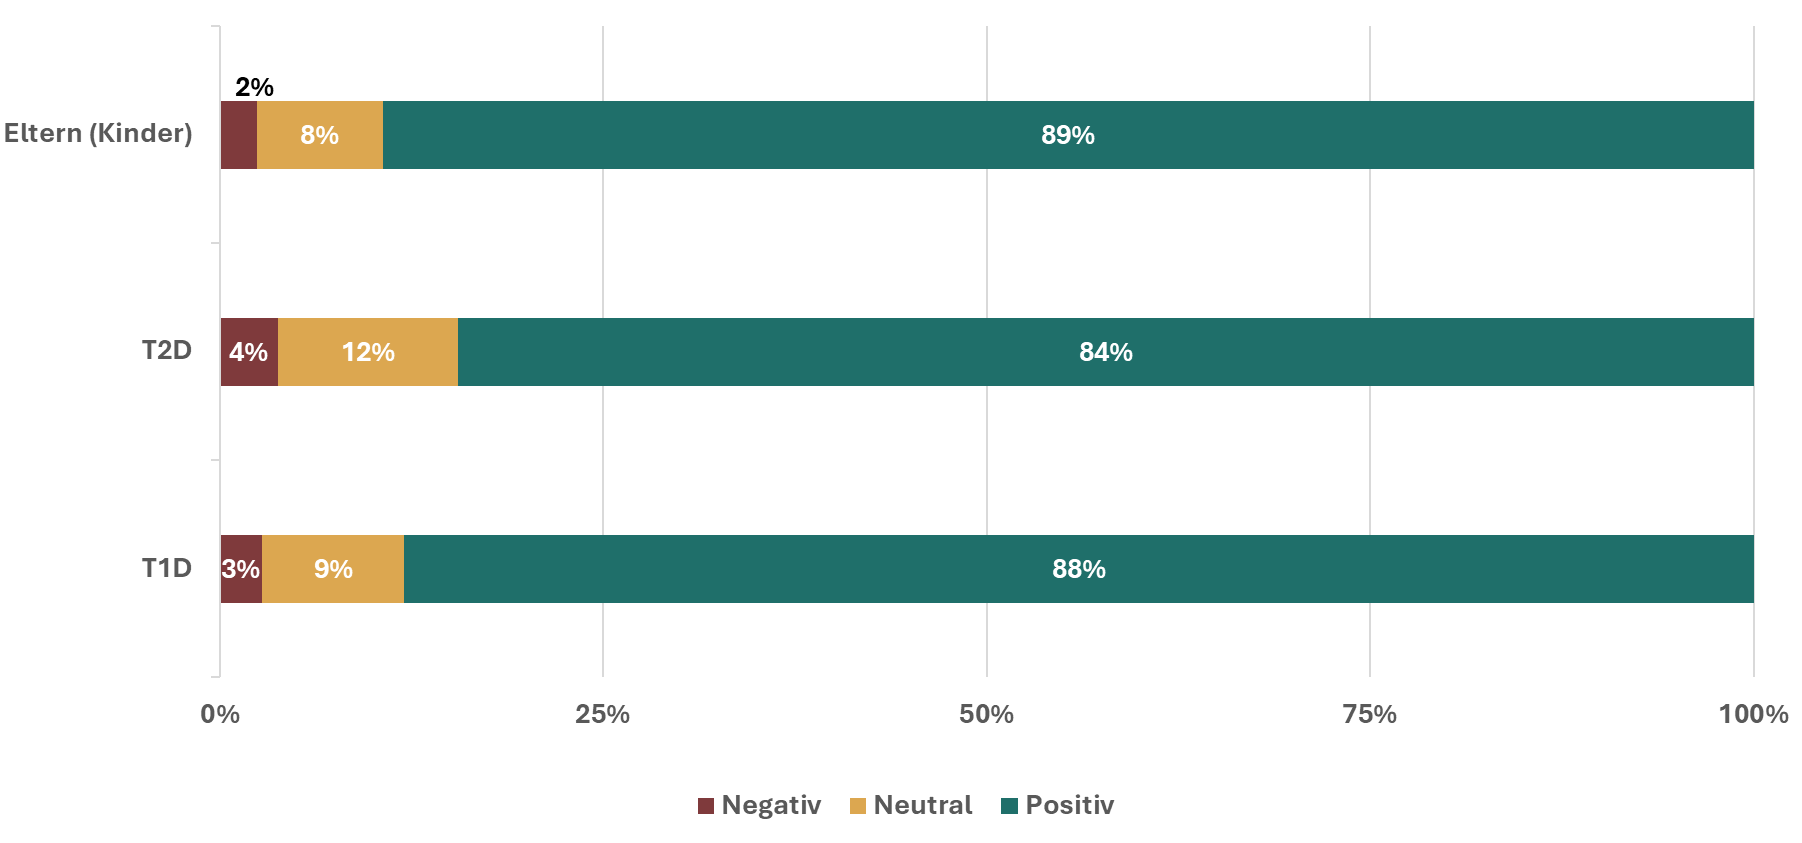 2%
Eltern (Kinder) 8% 89%
T2D 4% 12% 84%
T1D 3% 9% 88%
0% 25% 50% 75% 100%
Negativ Neutral Positiv